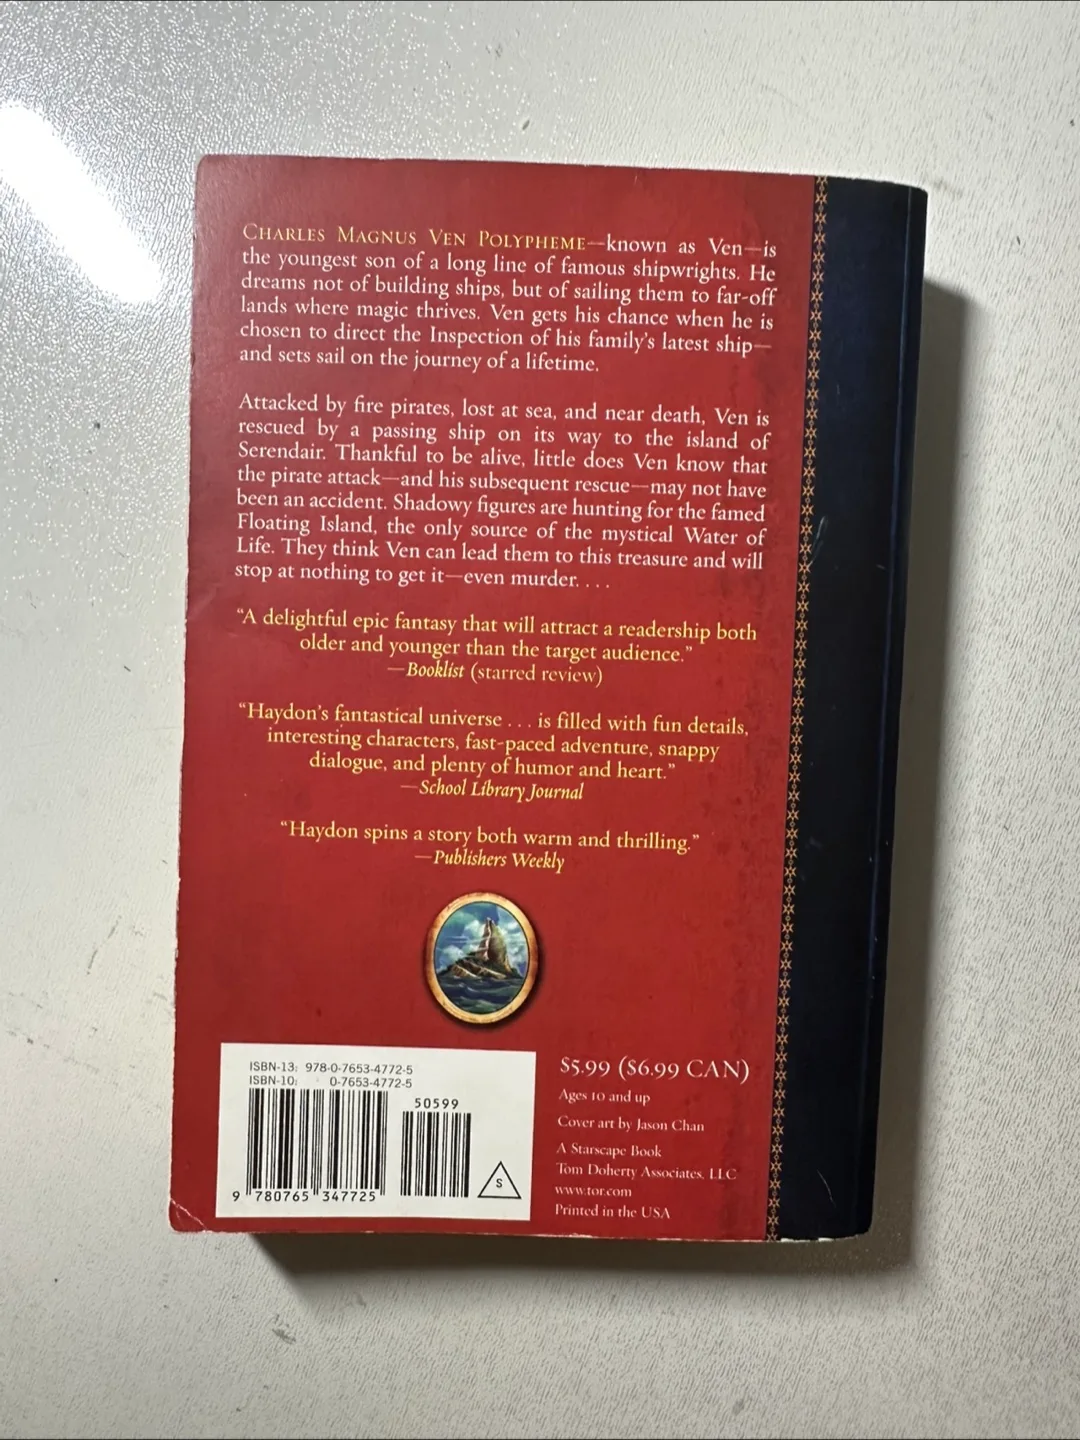 CHARLES MAGNUS VEN POLYPHEME—known as Ven—is
the youngest son of a long line of famous shipwrights. He
dreams not of building ships, but of sailing them to far-off
lands where magic thrives. Ven gets his chance when he is
chosen to direct the Inspection of his family's latest ship—
and sets sail on the journey of a lifetime.
Attacked by fire pirates, lost at sea, and near death, Ven is
rescued by a passing ship on its way to the island of
Serendair. Thankful to be alive, little does Ven know that
the pirate attack—and his subsequent rescue—may not have
been an accident. Shadowy figures are hunting for the famed
Floating Island, the only source of the mystical Water of
Life. They think Ven can lead them to this treasure and will
stop at nothing to get it—even murder. . . .
"A delightful epic fantasy that will attract a readership both
older and younger than the target audience."
—Booklist (starred review)
"Haydon's fantastical universe . . . is filled with fun details,
interesting characters, fast-paced adventure, snappy
dialogue, and plenty of humor and heart."
—School Library Journal
"Haydon spins a story both warm and thrilling."
—Publishers Weekly
ISBN-13: 978-0-7653-4772-5
ISBN-10: 0-7653-4772-5
50599
9 780765 347725
S
$5.99 ($6.99 CAN)
Ages 10 and up
Cover art by Jason Chan
A Starscape Book
Tom Doherty Associates, LLC
www.tor.com
Printed in the USA